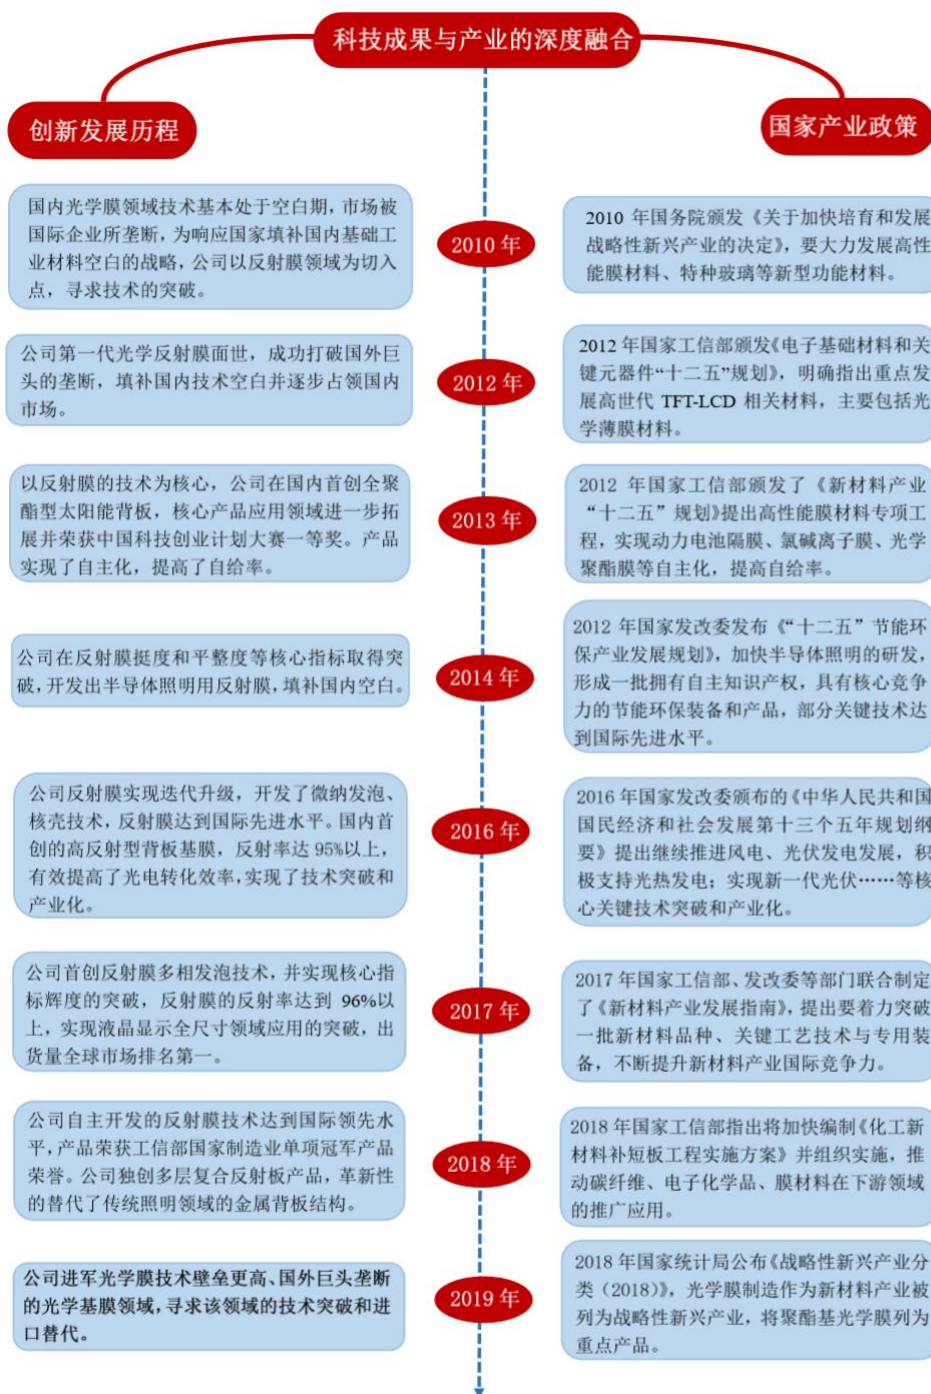 科技成果与产业的深度融合
创新发展历程
国家产业政策
国内光学膜领域技术基本处于空白期，市场被
国际企业所垄断，为响应国家填补国内基础工
业材料空白的战略，公司以反射膜领域为切入
点，寻求技术的突破。
2010 年
2010 年国务院颁发《关于加快培育和发展
战略性新兴产业的决定》，要大力发展高性
能膜材料、特种玻璃等新型功能材料。
公司第一代光学反射膜面世，成功打破国外巨
头的垄断，填补国内技术空白并逐步占领国内
市场。
2012 年
2012 年国家工信部颁发《电子基础材料和关
键元器件“十二五”规划》，明确指出重点发
展高世代 TFT-LCD 相关材料，主要包括光
学薄膜材料。
以反射膜的技术为核心，公司在国内首创全聚
酯型太阳能背板，核心产品应用领域进一步拓
展并荣获中国科技创业计划大赛一等奖。产品
实现了自主化，提高了自给率。
2013 年
2012 年国家工信部颁发了《新材料产业
“十二五”规划》提出高性能膜材料专项工
程，实现动力电池隔膜、氯碱离子膜、光学
聚酯膜等自主化，提高自给率。
公司在反射膜挺度和平整度等核心指标取得突
破，开发出半导体照明用反射膜，填补国内空白。
2014 年
2012 年国家发改委发布《“十二五”节能环
保产业发展规划》，加快半导体照明的研发，
形成一批拥有自主知识产权，具有核心竞争
力的节能环保装备和产品，部分关键技术达
到国际先进水平。
公司反射膜实现迭代升级，开发了微纳发泡、
核壳技术，反射膜达到国际先进水平。国内首
创的高反射型背板基膜，反射率达 95%以上，
有效提高了光电转化效率，实现了技术突破和
产业化。
2016 年
2016 年国家发改委颁布的《中华人民共和国
国民经济和社会发展第十三个五年规划纲
要》提出继续推进风电、光伏发电发展，积
极支持光热发电；实现新一代光伏……等核
心关键技术突破和产业化。
公司首创反射膜多相发泡技术，并实现核心指
标辉度的突破，反射膜的反射率达到 96%以
上，实现液晶显示全尺寸领域应用的突破，出
货量全球市场排名第一。
2017 年
2017 年国家工信部、发改委等部门联合制定
了《新材料产业发展指南》，提出要着力突破
一批新材料品种、关键工艺技术与专用装
备，不断提升新材料产业国际竞争力。
公司自主开发的反射膜技术达到国际领先水
平，产品荣获工信部国家制造业单项冠军产品
荣誉。公司独创多层复合反射板产品，革新性
的替代了传统照明领域的金属背板结构。
2018 年
2018 年国家工信部指出将加快编制《化工新
材料补短板工程实施方案》并组织实施，推
动碳纤维、电子化学品、膜材料在下游领域
的推广应用。
公司进军光学膜技术壁垒更高、国外巨头垄断
的光学基膜领域，寻求该领域的技术突破和进
口替代。
2019 年
2018 年国家统计局公布《战略性新兴产业分
类（2018）》，光学膜制造作为新材料产业被
列为战略性新兴产业，将聚酯基光学膜列为
重点产品。